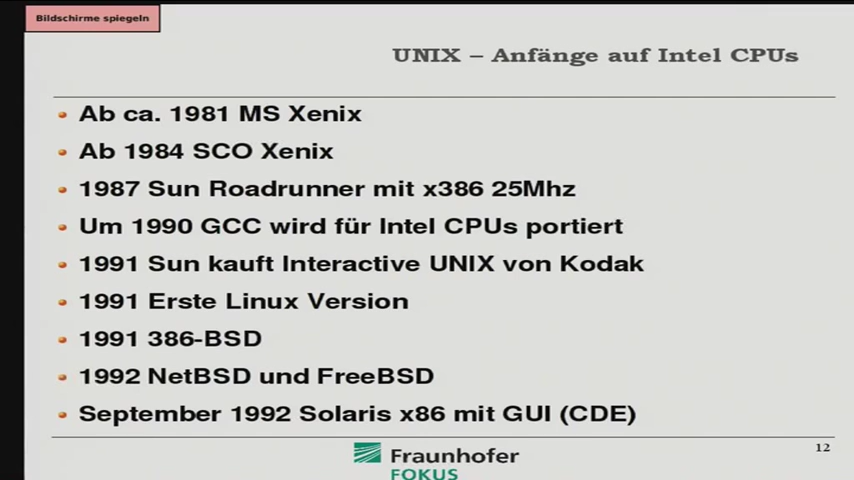 Bildschirme spiegeln
UNIX – Anfänge auf Intel CPUs
Ab ca. 1981 MS Xenix
Ab 1984 SCO Xenix
1987 Sun Roadrunner mit x386 25Mhz
Um 1990 GCC wird für Intel CPUs portiert
1991 Sun kauft Interactive UNIX von Kodak
1991 Erste Linux Version
1991 386-BSD
1992 NetBSD und FreeBSD
September 1992 Solaris x86 mit GUI (CDE)
Fraunhofer
FOKUS
12